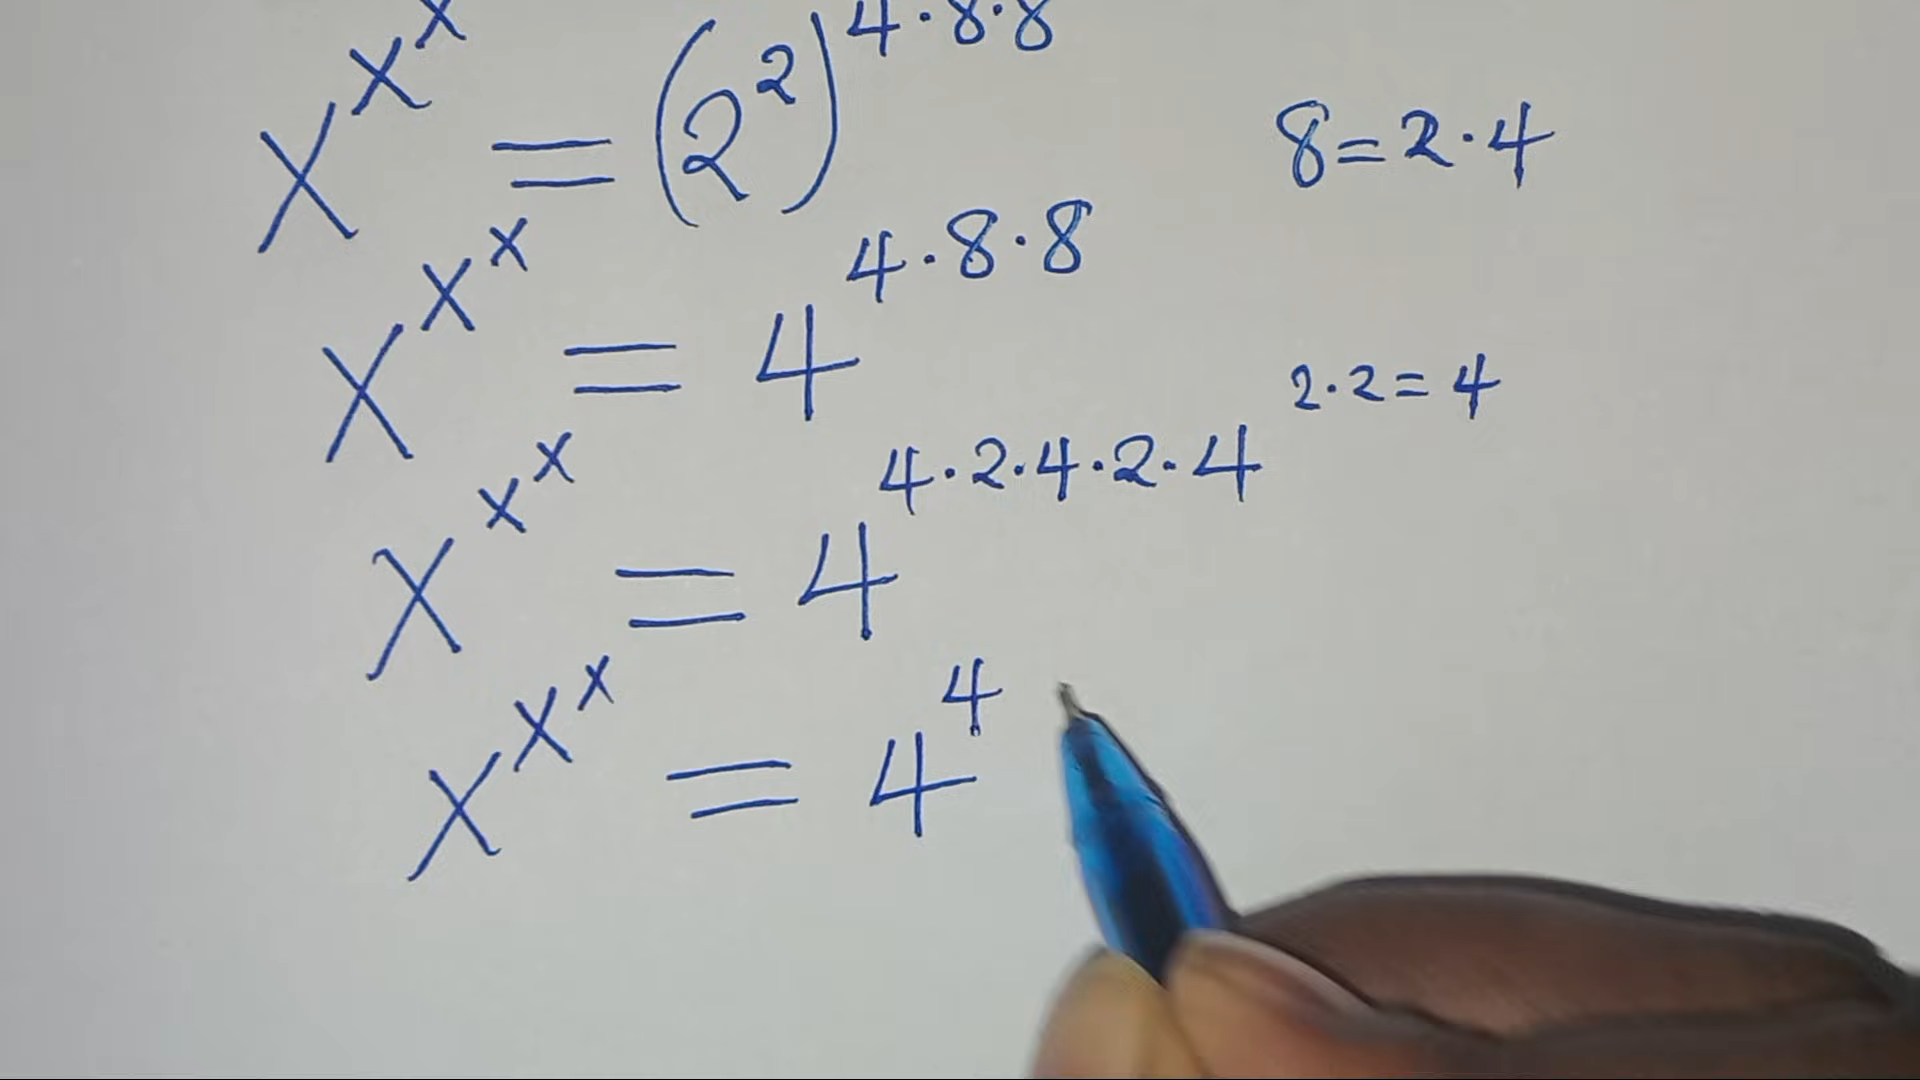 x^x^x = (2^2)^4·8·8
8=2·4
x^x^x = 4^4·8·8
2·2=4
x^x^x = 4^4·2·4·2·4
x^x^x = 4^4